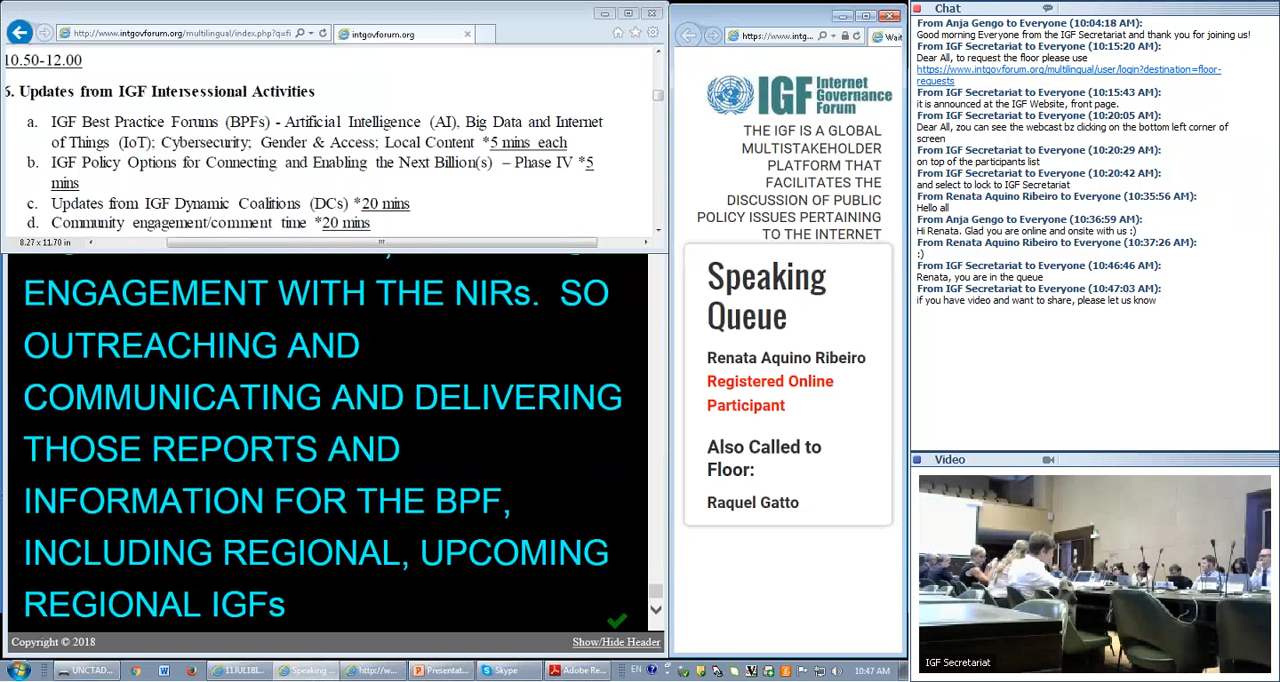 http://www.intgovforum.org/multilingual/index.php?q=fi
intgovforum.org
10.50-12.00
6. Updates from IGF Intersessional Activities
a. IGF Best Practice Forums (BPFs) - Artificial Intelligence (AI), Big Data and Internet
of Things (IoT); Cybersecurity; Gender & Access; Local Content *5 mins each
b. IGF Policy Options for Connecting and Enabling the Next Billion(s) – Phase IV *5
mins
c. Updates from IGF Dynamic Coalitions (DCs) *20 mins
d. Community engagement/comment time *20 mins
8.27 x 11.70 in
ENGAGEMENT WITH THE NIRs. SO
OUTREACHING AND
COMMUNICATING AND DELIVERING
THOSE REPORTS AND
INFORMATION FOR THE BPF,
INCLUDING REGIONAL, UPCOMING
REGIONAL IGFs
Copyright © 2018
Show/Hide Header
https://www.intg...
Wait
IGF Internet
Governance
Forum
THE IGF IS A GLOBAL
MULTISTAKEHOLDER
PLATFORM THAT
FACILITATES THE
DISCUSSION OF PUBLIC
POLICY ISSUES PERTAINING
TO THE INTERNET
Speaking
Queue
Renata Aquino Ribeiro
Registered Online
Participant
Also Called to
Floor:
Raquel Gatto
Chat
From Anja Gengo to Everyone (10:04:18 AM):
Good morning Everyone from the IGF Secretariat and thank you for joining us!
From IGF Secretariat to Everyone (10:15:20 AM):
Dear All, to request the floor please use
https://www.intgovforum.org/multilingual/user/login?destination=floor-
requests
From IGF Secretariat to Everyone (10:15:43 AM):
it is announced at the IGF Website, front page.
From IGF Secretariat to Everyone (10:20:05 AM):
Dear All, zou can see the webcast bz clicking on the bottom left corner of
screen
From IGF Secretariat to Everyone (10:20:29 AM):
on top of the participants list
From IGF Secretariat to Everyone (10:20:42 AM):
and select to lock to IGF Secretariat
From Renata Aquino Ribeiro to Everyone (10:35:56 AM):
Hello all
From Anja Gengo to Everyone (10:36:59 AM):
Hi Renata. Glad you are online and onsite with us :)
From Renata Aquino Ribeiro to Everyone (10:37:26 AM):
:)
From IGF Secretariat to Everyone (10:46:46 AM):
Renata, you are in the queue
From IGF Secretariat to Everyone (10:47:03 AM):
if you have video and want to share, please let us know
Video
IGF Secretariat
UNCTAD...
11JUL18I...
Speaking ...
http://w...
Presentat...
Skype
Adobe Re...
EN
10:47 AM